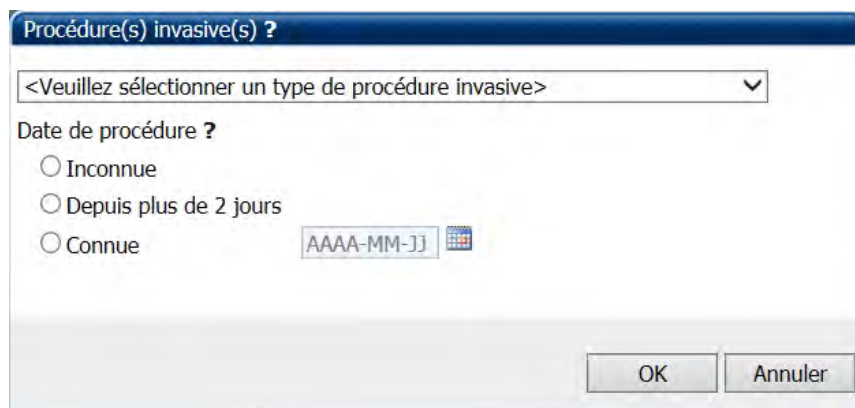 Procédure(s) invasive(s) ?
<Veuillez sélectionner un type de procédure invasive>
Date de procédure ?
Inconnue
Depuis plus de 2 jours
Connue AAAA-MM-JJ
OK Annuler